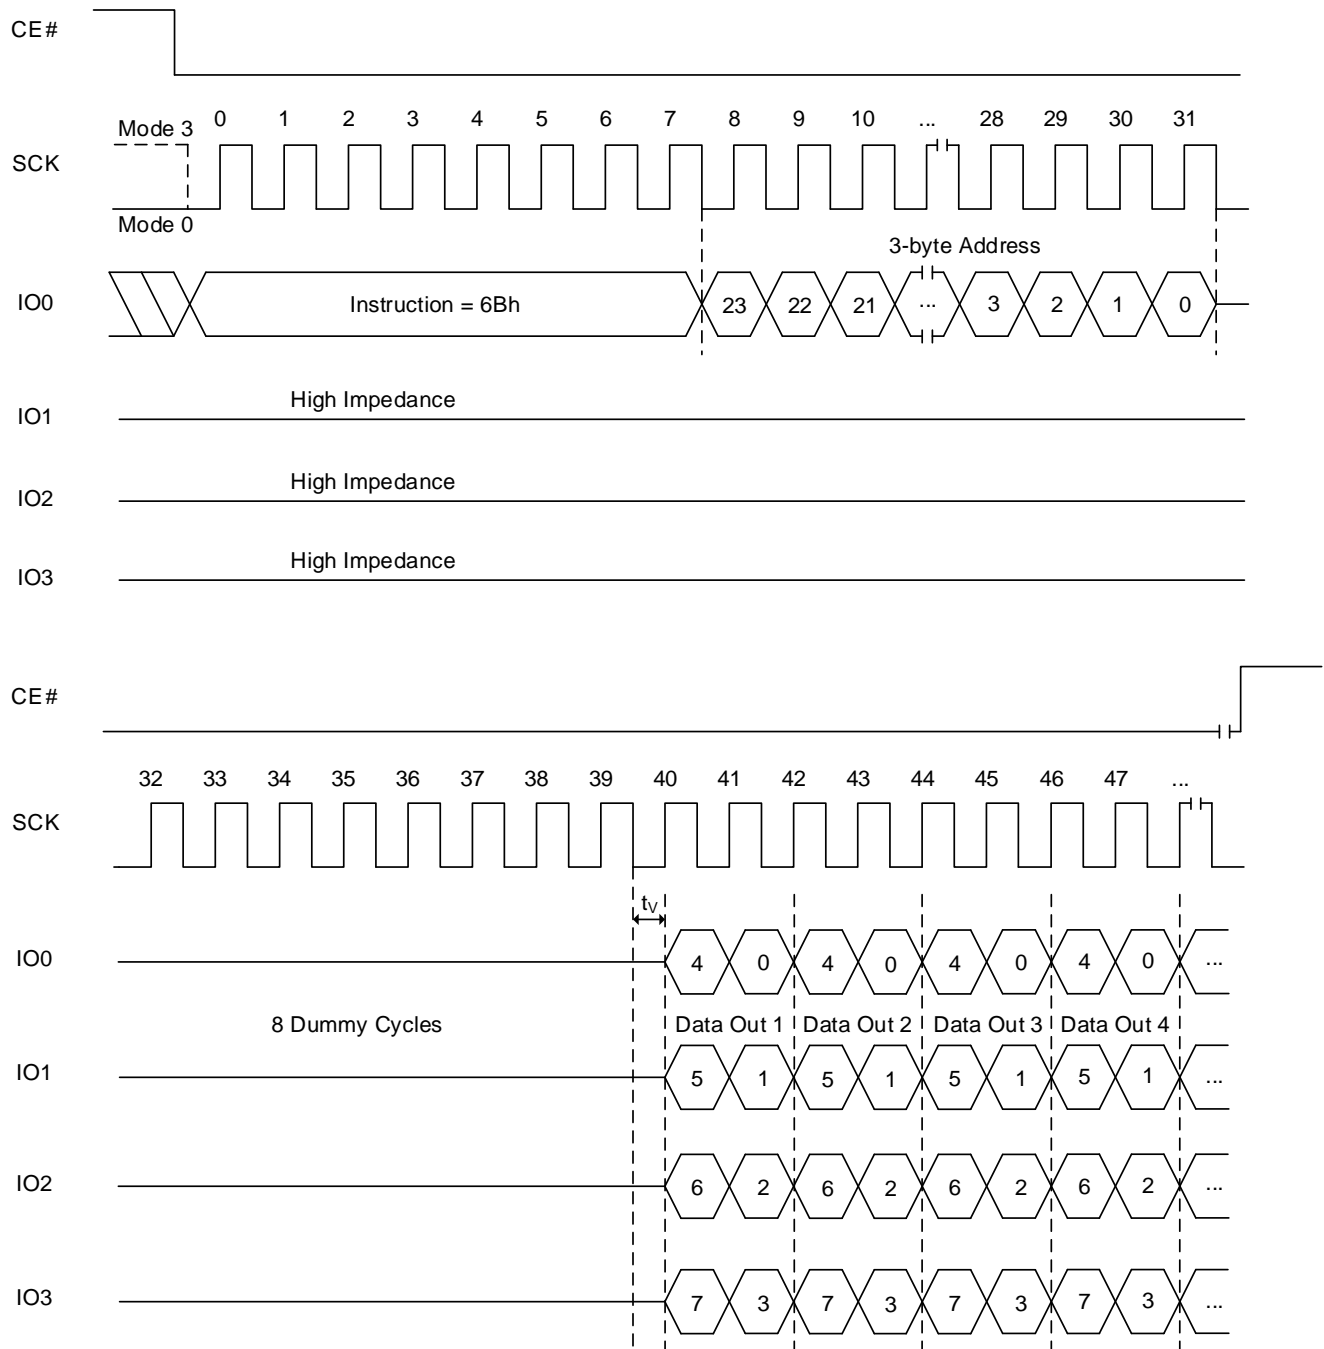 CE#
Mode 3 0 1 2 3 4 5 6 7 8 9 10 ... 28 29 30 31
SCK
Mode 0
3-byte Address
IO0 Instruction = 6Bh 23 22 21 ... 3 2 1 0
High Impedance
IO1
High Impedance
IO2
High Impedance
IO3
CE#
32 33 34 35 36 37 38 39 40 41 42 43 44 45 46 47 ...
SCK
tV
IO0 4 0 4 0 4 0 4 0 ...
8 Dummy Cycles Data Out 1 Data Out 2 Data Out 3 Data Out 4
IO1 5 1 5 1 5 1 5 1 ...
IO2 6 2 6 2 6 2 6 2 ...
IO3 7 3 7 3 7 3 7 3 ...